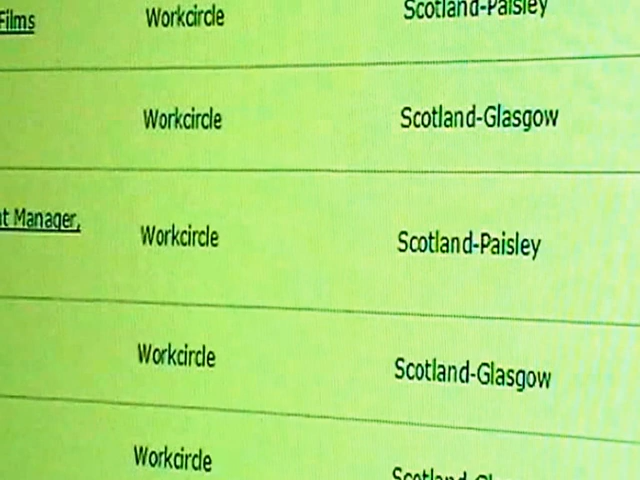 Films Workcircle Scotland-Paisley
Workcircle Scotland-Glasgow
Manager, Workcircle Scotland-Paisley
Workcircle Scotland-Glasgow
Workcircle